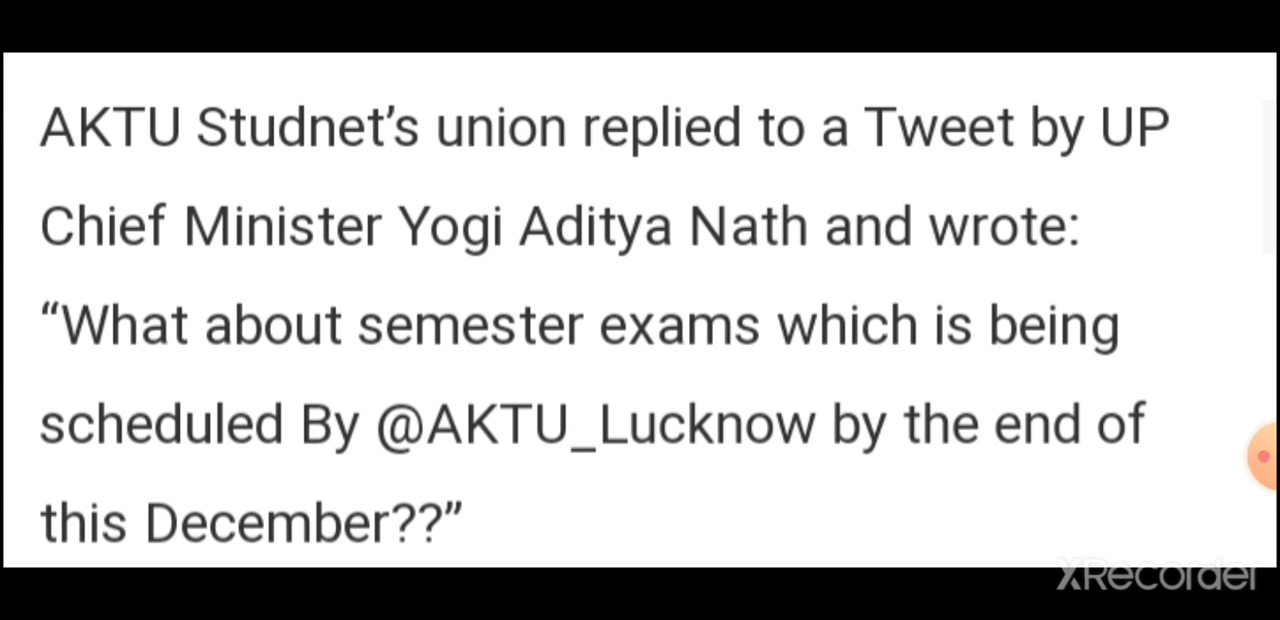 AKTU Studnet’s union replied to a Tweet by UP
Chief Minister Yogi Aditya Nath and wrote:
“What about semester exams which is being
scheduled By @AKTU_Lucknow by the end of
this December??”
XRecorder